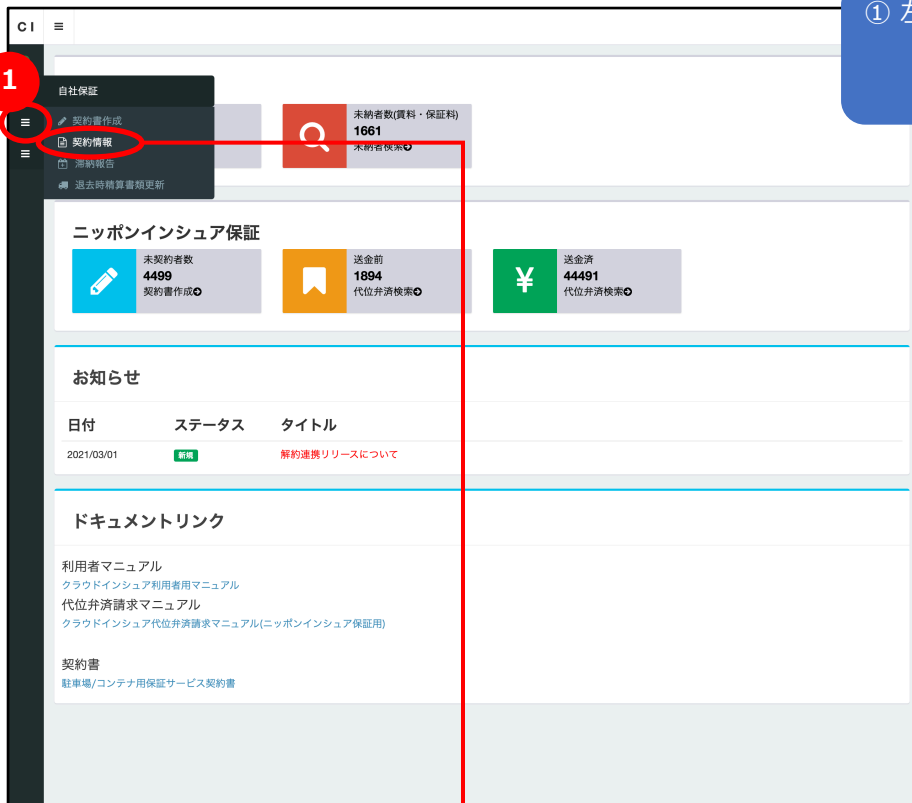 CI
① 左
1
自社保証
契約書作成
契約情報
滞納報告
退去時精算書類更新
未納者数(賃料・保証料)
1661
未納者検索
ニッポンインシュア保証
未契約者数
4499
契約書作成
送金前
1894
代位弁済検索
¥
送金済
44491
代位弁済検索
お知らせ
日付 ステータス タイトル
2021/03/01 新規 解約連携リリースについて
ドキュメントリンク
利用者マニュアル
クラウドインシュア利用者用マニュアル
代位弁済請求マニュアル
クラウドインシュア代位弁済請求マニュアル(ニッポンインシュア保証用)
契約書
駐車場/コンテナ用保証サービス契約書